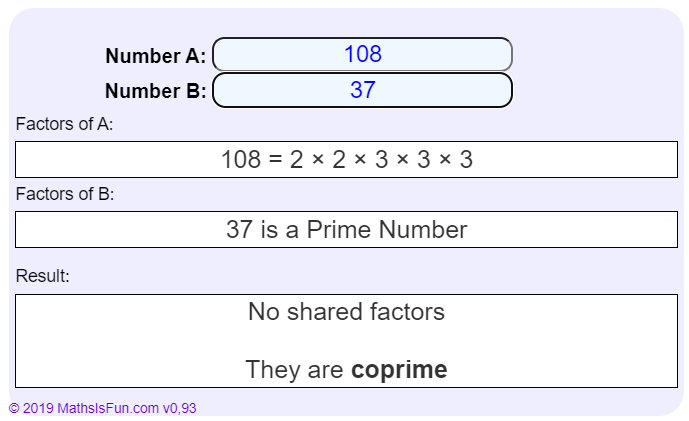 Number A: 108
Number B: 37
Factors of A:
108 = 2 × 2 × 3 × 3 × 3
Factors of B:
37 is a Prime Number
Result:
No shared factors
They are coprime
© 2019 MathsIsFun.com v0,93